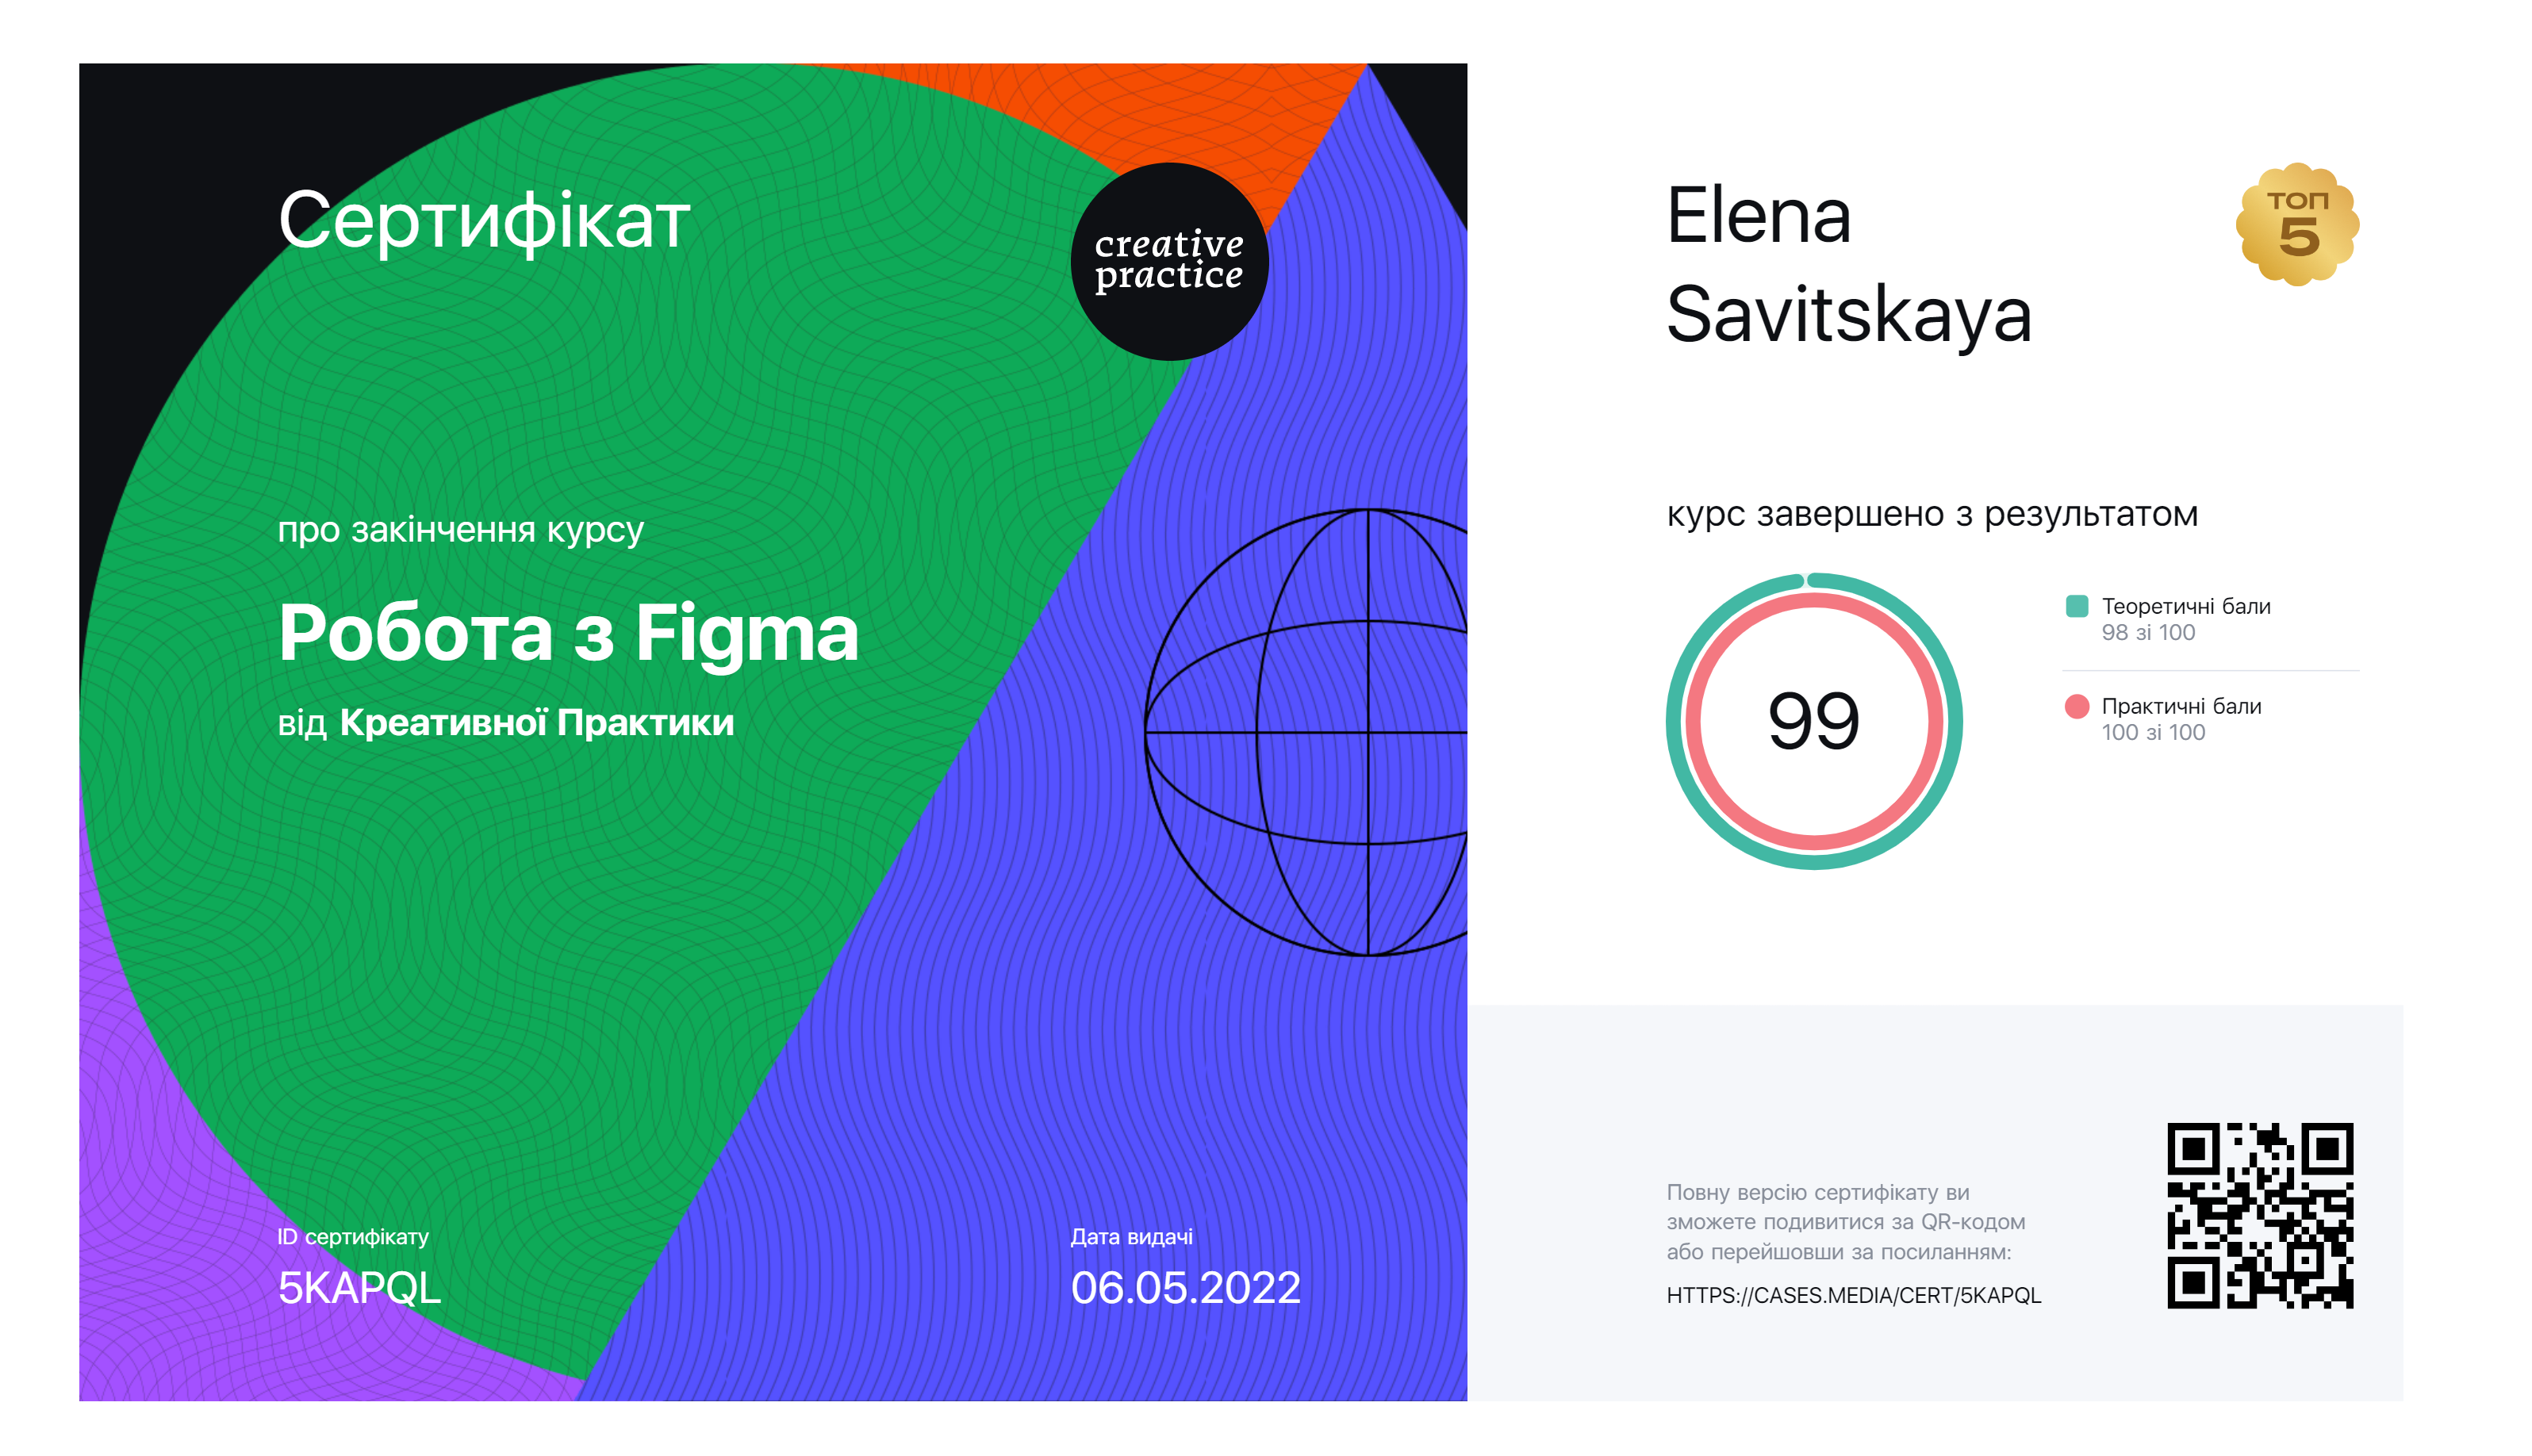 Сертифікат
creative
practice
про закінчення курсу
Робота з Figma
від Креативної Практики
ID сертифікату
5KAPQL
Дата видачі
06.05.2022
Elena
Savitskaya
ТОП
5
курс завершено з результатом
99
Теоретичні бали
98 зі 100
Практичні бали
100 зі 100
Повну версію сертифікату ви
зможете подивитися за QR-кодом
або перейшовши за посиланням:
HTTPS://CASES.MEDIA/CERT/5KAPQL